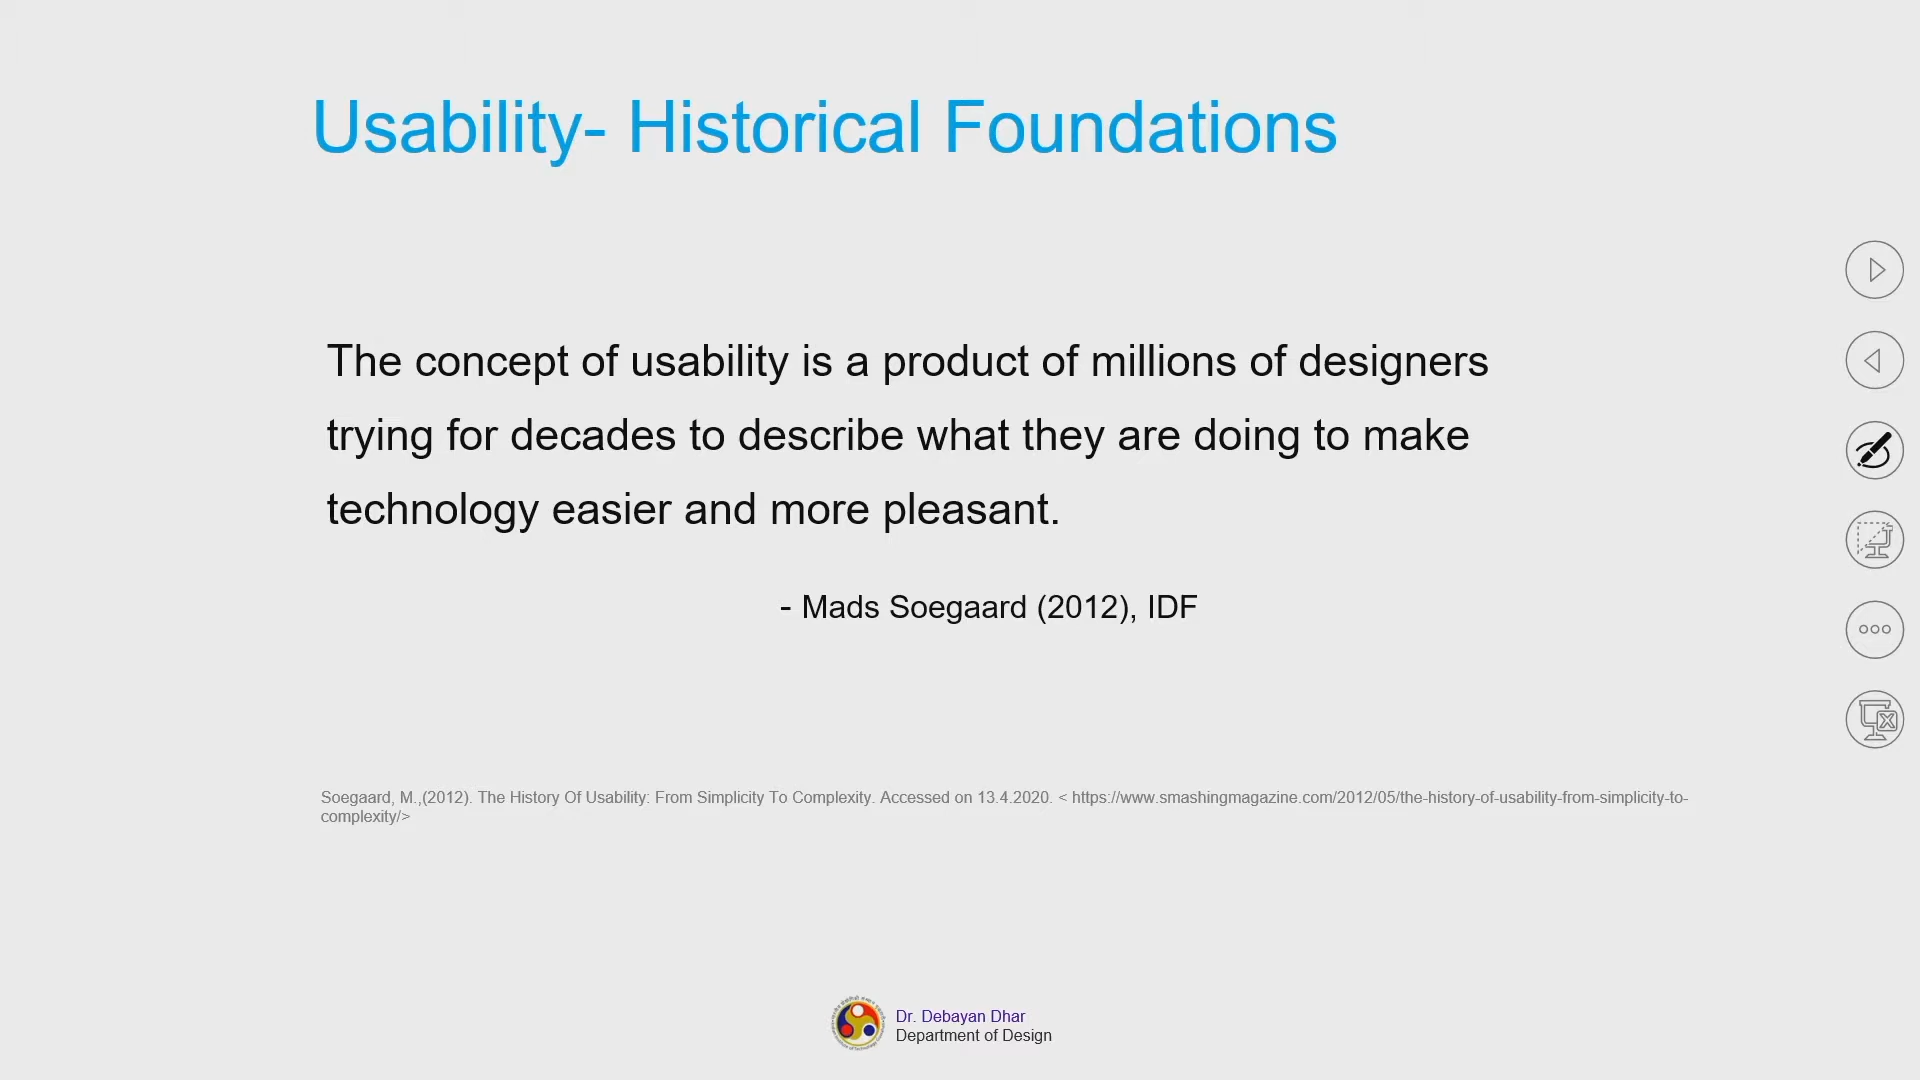 Usability- Historical Foundations
The concept of usability is a product of millions of designers
trying for decades to describe what they are doing to make
technology easier and more pleasant.
- Mads Soegaard (2012), IDF
Soegaard, M.,(2012). The History Of Usability: From Simplicity To Complexity. Accessed on 13.4.2020. < https://www.smashingmagazine.com/2012/05/the-history-of-usability-from-simplicity-to-
complexity/>
Dr. Debayan Dhar
Department of Design